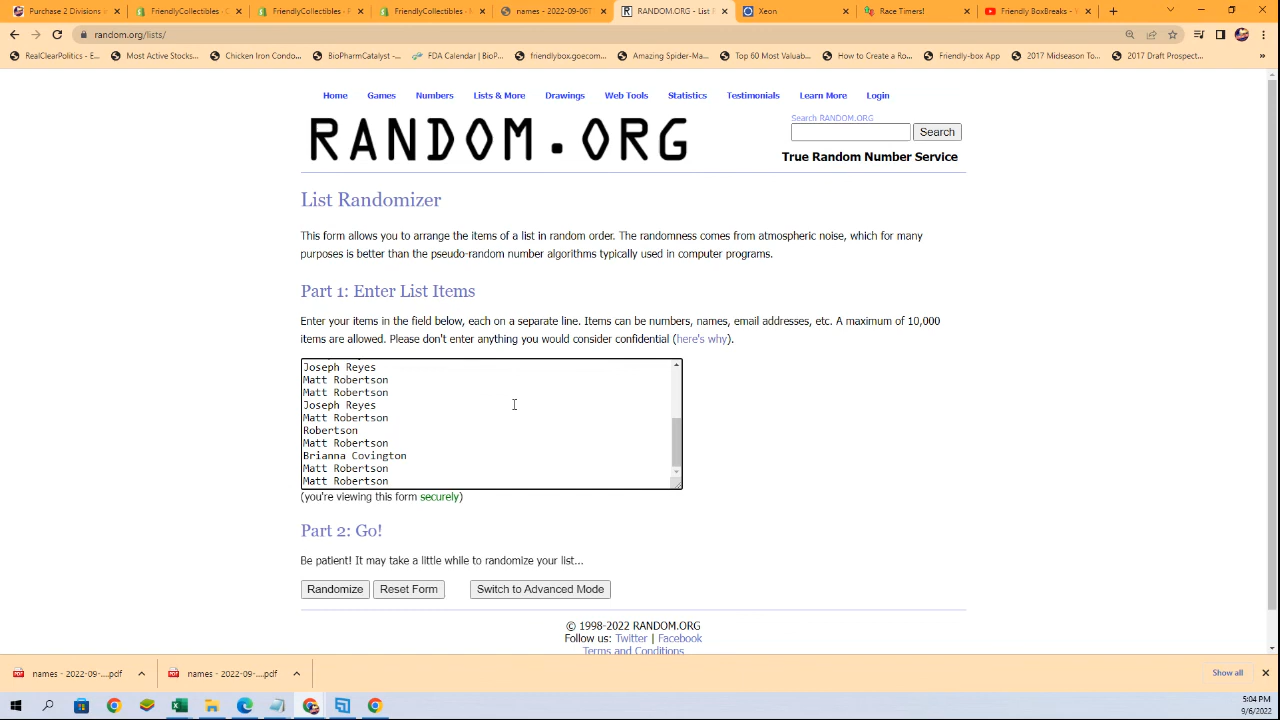 Purchase 2 Divisions in
FriendlyCollectibles - O
FriendlyCollectibles - P
FriendlyCollectibles - M
names - 2022-09-06T
RANDOM.ORG - List R
Xeon
Race Timers!
Friendly BoxBreaks - Y
random.org/lists/
RealClearPolitics - E...
Most Active Stocks...
Chicken Iron Condo...
BioPharmCatalyst -...
FDA Calendar | BioP...
friendlybox.goecom...
Amazing Spider-Ma...
Top 60 Most Valuab...
How to Create a Ro...
Friendly-box App
2017 Midseason To...
2017 Draft Prospect...
»
Home Games Numbers Lists & More Drawings Web Tools Statistics Testimonials Learn More Login
RANDOM.ORG
Search RANDOM.ORG
Search
True Random Number Service
List Randomizer
This form allows you to arrange the items of a list in random order. The randomness comes from atmospheric noise, which for many
purposes is better than the pseudo-random number algorithms typically used in computer programs.
Part 1: Enter List Items
Enter your items in the field below, each on a separate line. Items can be numbers, names, email addresses, etc. A maximum of 10,000
items are allowed. Please don't enter anything you would consider confidential (here's why).
Joseph Reyes
Matt Robertson
Matt Robertson
Joseph Reyes
Matt Robertson
Robertson
Matt Robertson
Brianna Covington
Matt Robertson
Matt Robertson
(you're viewing this form securely)
Part 2: Go!
Be patient! It may take a little while to randomize your list...
Randomize Reset Form Switch to Advanced Mode
© 1998-2022 RANDOM.ORG
Follow us: Twitter | Facebook
Terms and Conditions
names - 2022-09-....pdf
names - 2022-09-....pdf
Show all
5:04 PM
9/6/2022